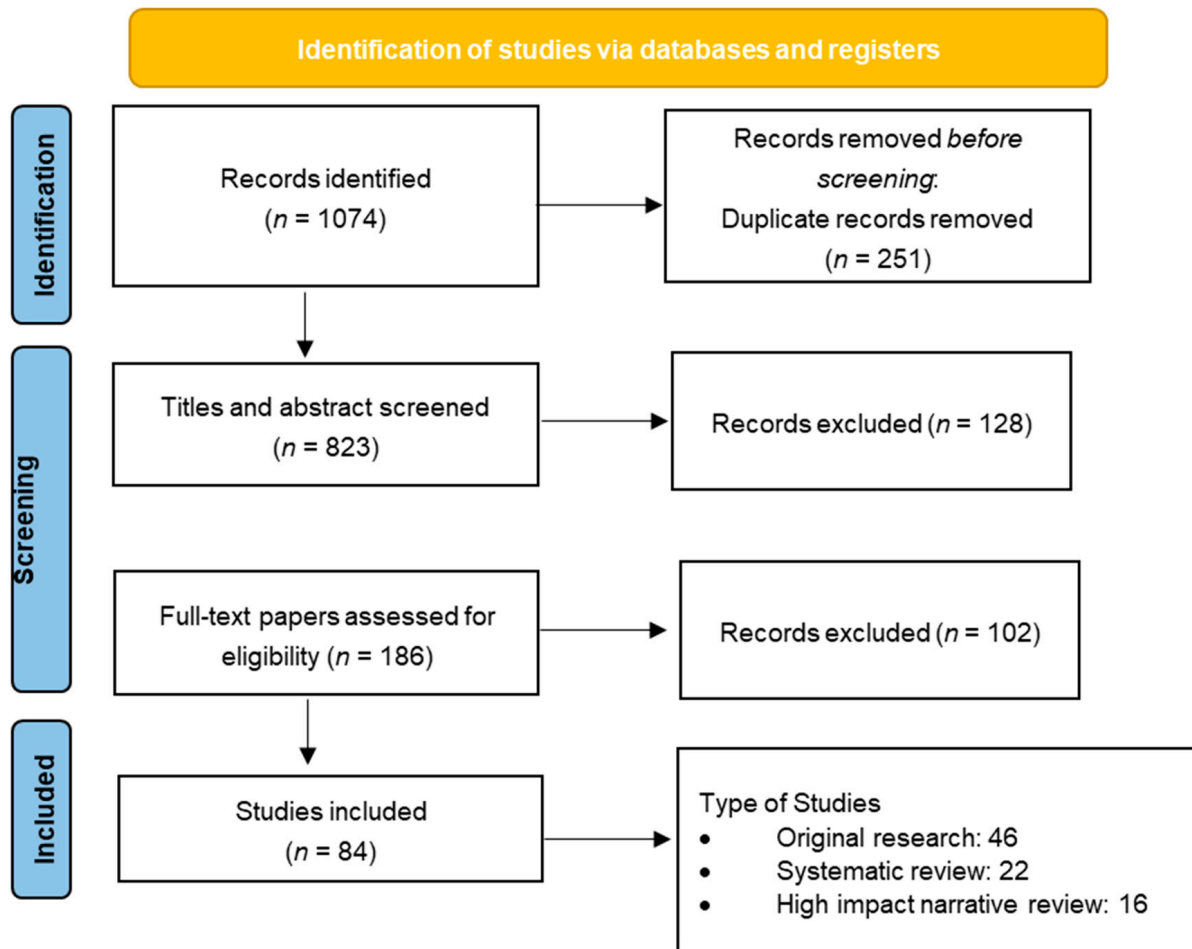 Identification of studies via databases and registers
Identification
Records identified
(n = 1074)
Records removed before
screening:
Duplicate records removed
(n = 251)
Screening
Titles and abstract screened
(n = 823)
Records excluded (n = 128)
Full-text papers assessed for
eligibility (n = 186)
Records excluded (n = 102)
Included
Studies included
(n = 84)
Type of Studies
• Original research: 46
• Systematic review: 22
• High impact narrative review: 16